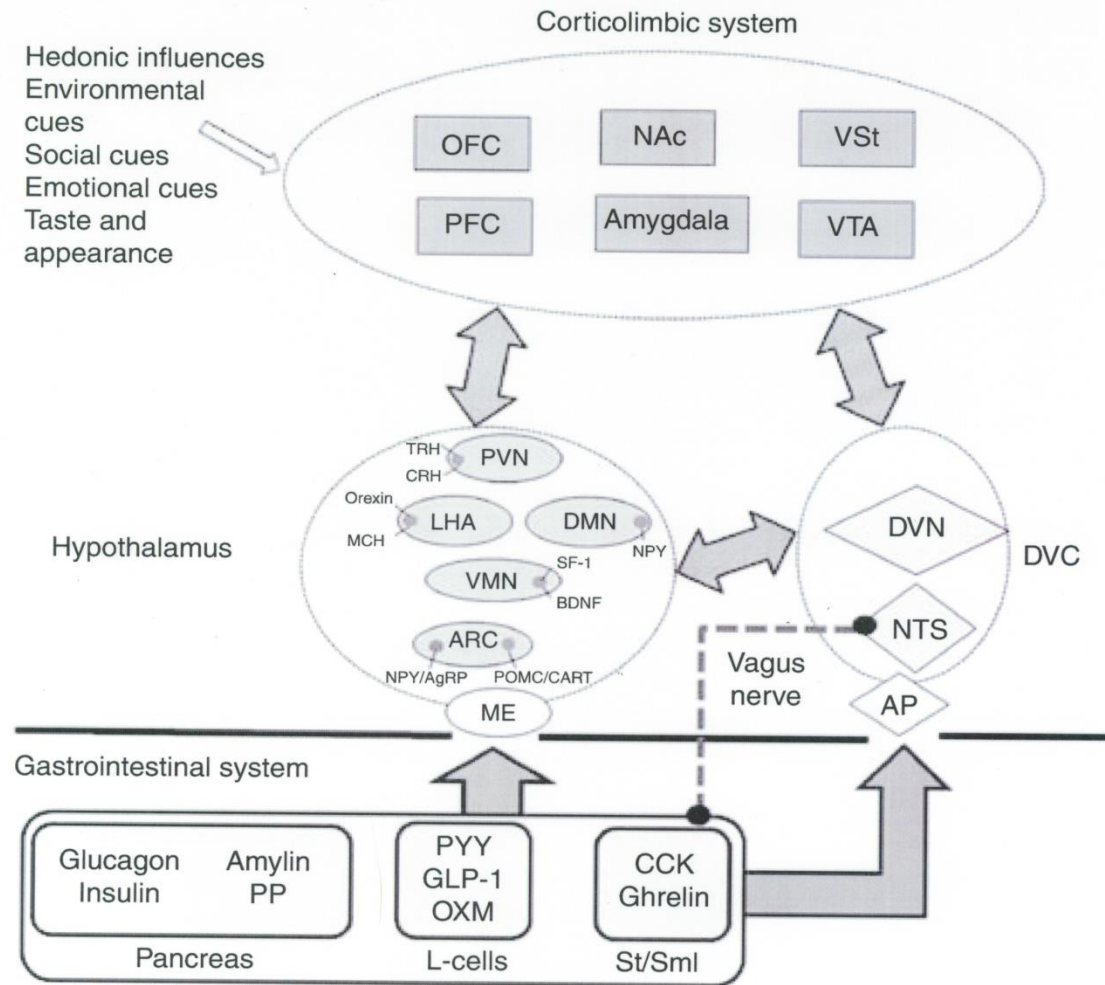 Corticolimbic system
Hedonic influences
Environmental
cues
Social cues
Emotional cues
Taste and
appearance
OFC
NAc
VSt
PFC
Amygdala
VTA
Hypothalamus
TRH
CRH
PVN
Orexin
MCH
LHA
DMN
NPY
VMN
SF-1
BDNF
ARC
NPY/AgRP
POMC/CART
ME
DVN
DVC
NTS
AP
Vagus
nerve
Gastrointestinal system
Glucagon Amylin
Insulin PP
Pancreas
PYY
GLP-1
OXM
L-cells
CCK
Ghrelin
St/Sml